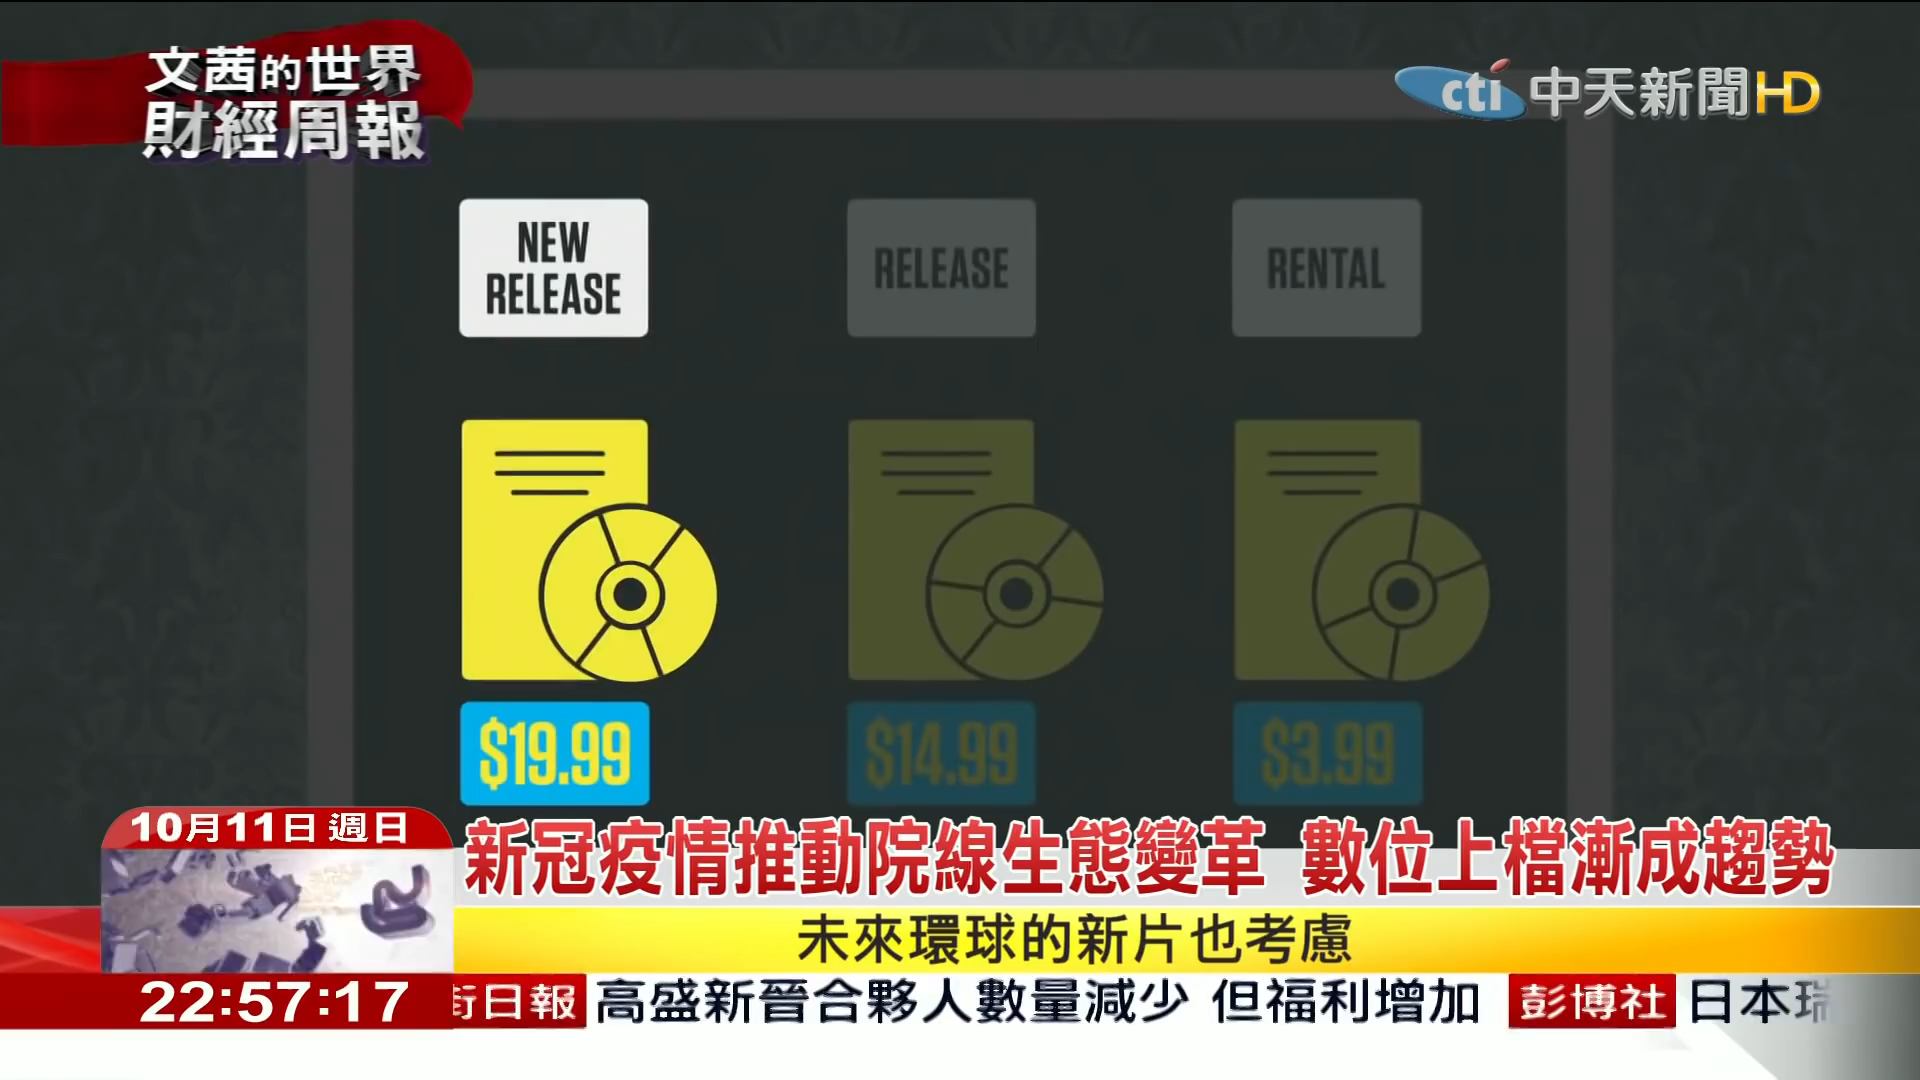 文茜的世界
財經周報
cti 中天新聞HD
NEW
RELEASE
RELEASE
RENTAL
$19.99
$14.99
$3.99
10月11日 週日
新冠疫情推動院線生態變革 數位上檔漸成趨勢
未來環球的新片也考慮
22:57:17
街日報 高盛新晉合夥人數量減少 但福利增加 彭博社 日本瑞